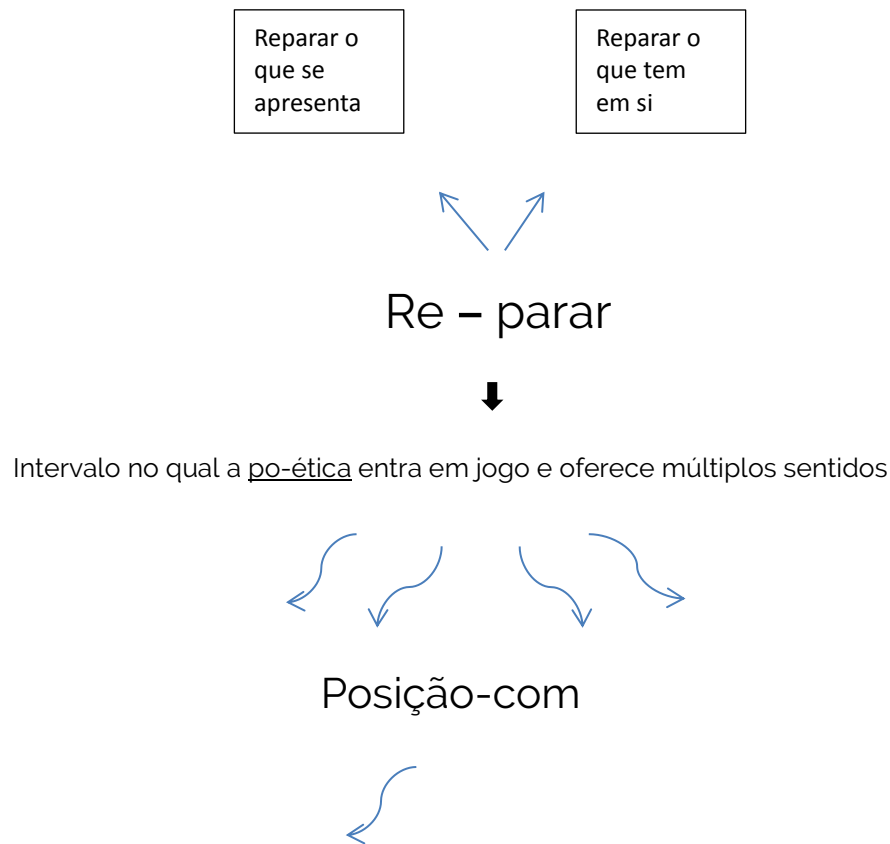 Reparar o
que se
apresenta
Reparar o
que tem
em si
Re – parar
Intervalo no qual a po-ética entra em jogo e oferece múltiplos sentidos
Posição-com